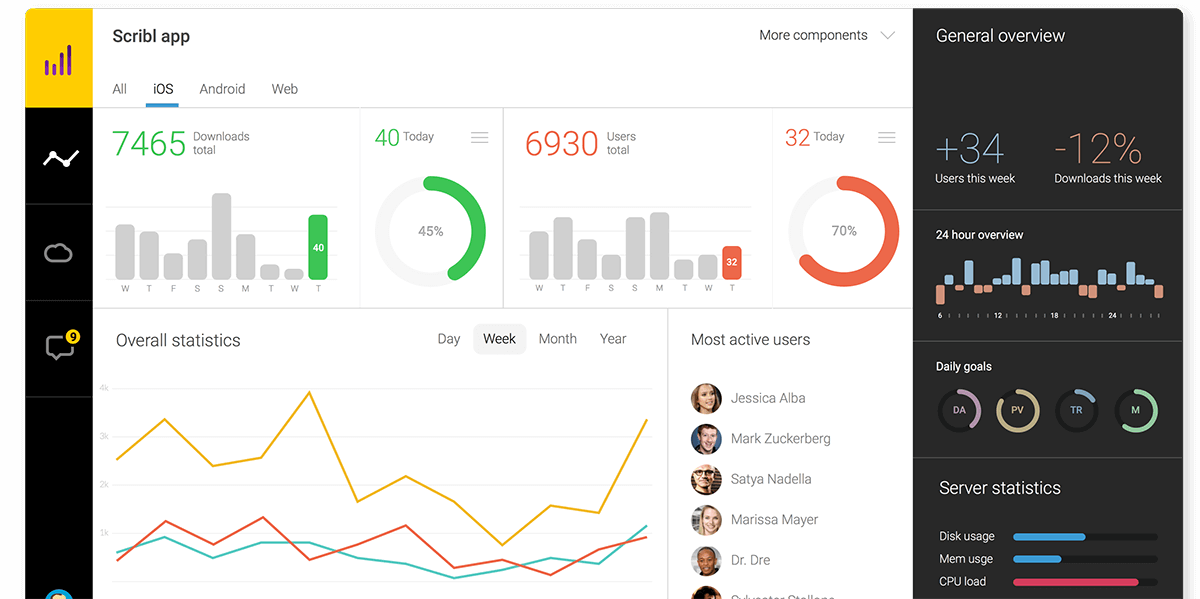 Scribl app
More components
All iOS Android Web
7465 Downloads total
40 Today
45%
40
W T F S S M T W T
6930 Users total
32 Today
70%
32
W T F S S M T W T
Overall statistics
Day Week Month Year
4k
3k
2k
1k
Most active users
Jessica Alba
Mark Zuckerberg
Satya Nadella
Marissa Mayer
Dr. Dre
Sylvester Stallone
9
General overview
+34
Users this week
-12%
Downloads this week
24 hour overview
6 12 18 24
Daily goals
DA PV TR M
Server statistics
Disk usage
Mem usge
CPU load